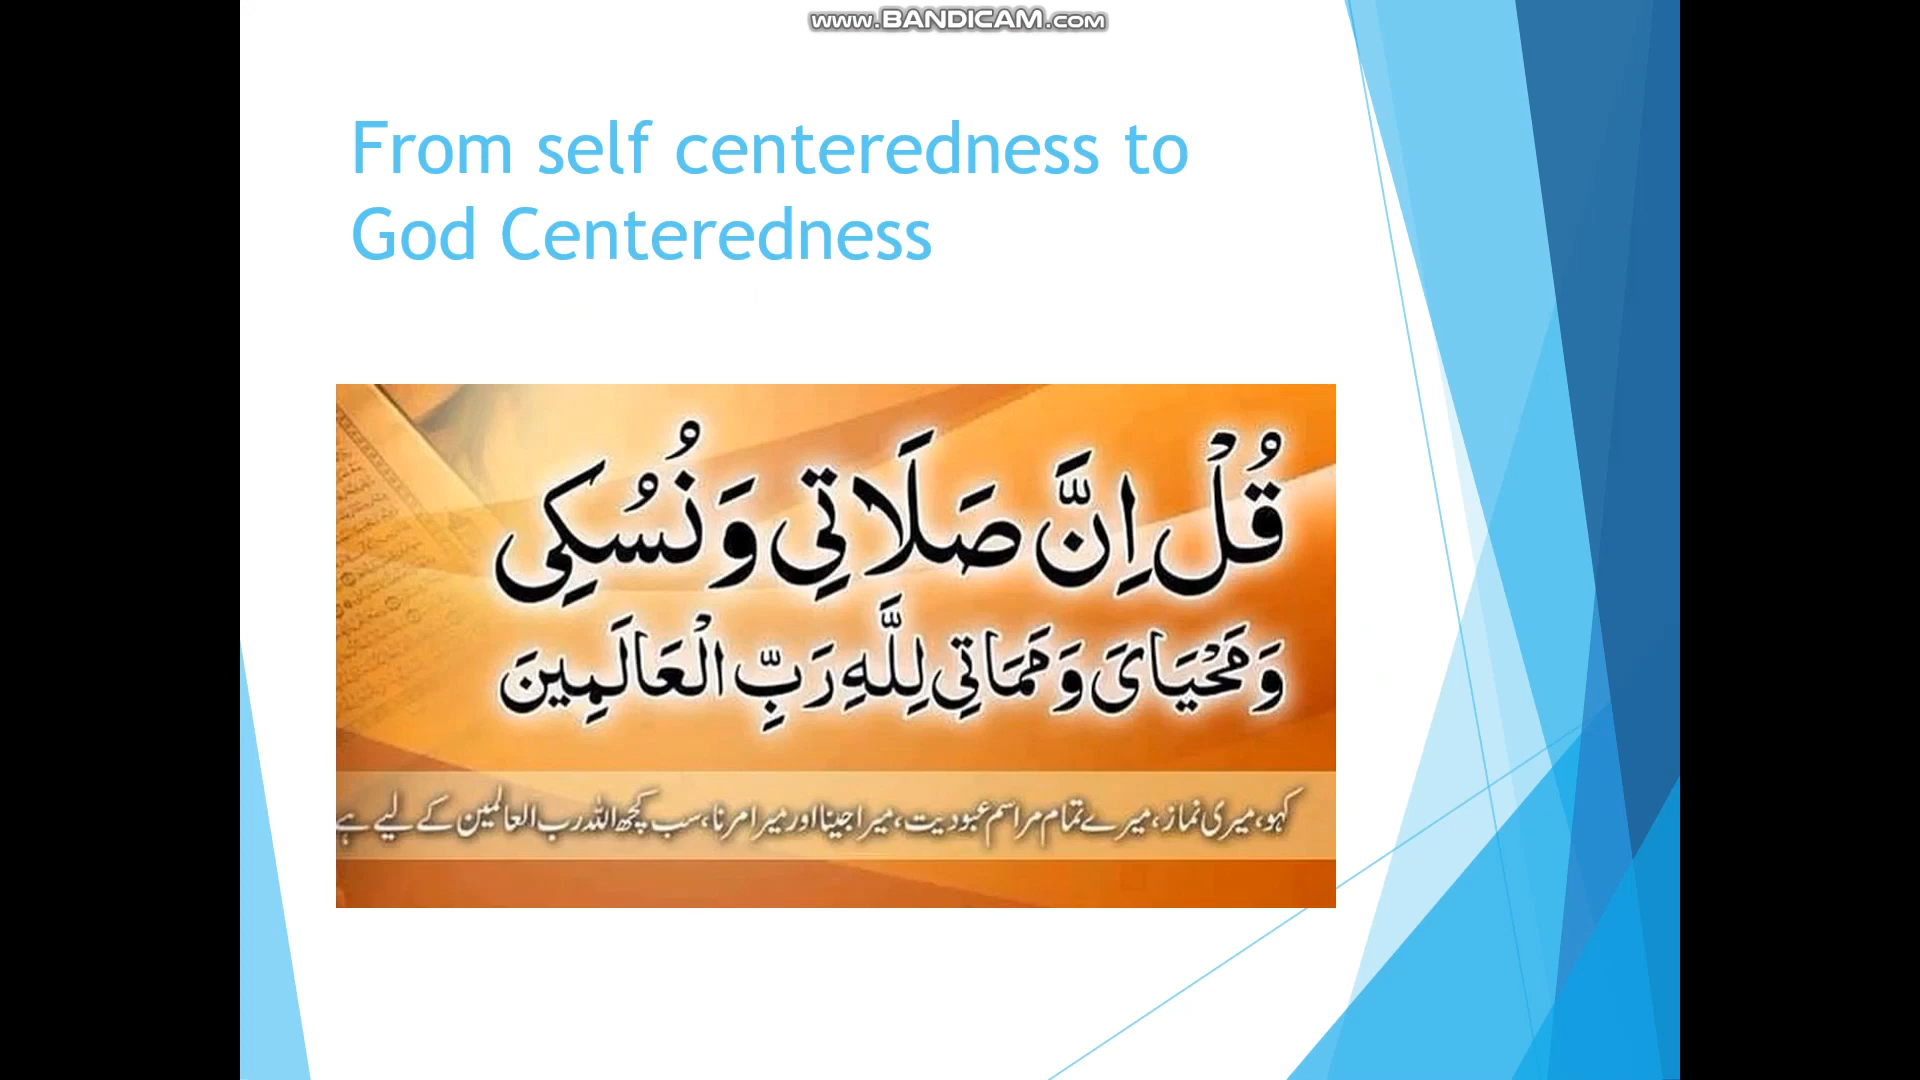 www.BANDICAM.com
From self centeredness to
God Centeredness
قُلْ اِنَّ صَلَاتِي وَنُسُكِي
وَمَحْيَايَ وَمَمَاتِي لِلَّهِ رَبِّ الْعَالَمِينَ
کہو، میری نماز، میرے تمام مراسم عبودیت، میرا جینا اور میرا مرنا، سب کچھ اللہ رب العالمین کے لیے ہے